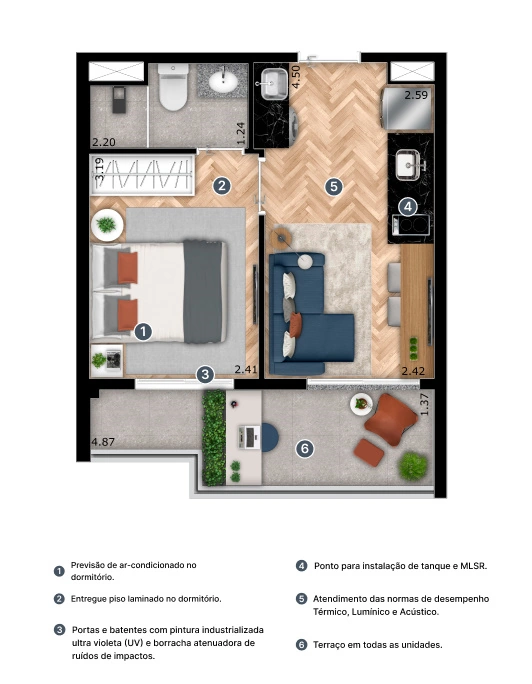 4.50
2.59
2.20
1.24
3.19
2
5
4
1
3
2.41
2.42
1.37
4.87
6
1 Previsão de ar-condicionado no
dormitório.
2 Entregue piso laminado no dormitório.
3 Portas e batentes com pintura industrializada
ultra violeta (UV) e borracha atenuadora de
ruídos de impactos.
4 Ponto para instalação de tanque e MLSR.
5 Atendimento das normas de desempenho
Térmico, Lumínico e Acústico.
6 Terraço em todas as unidades.